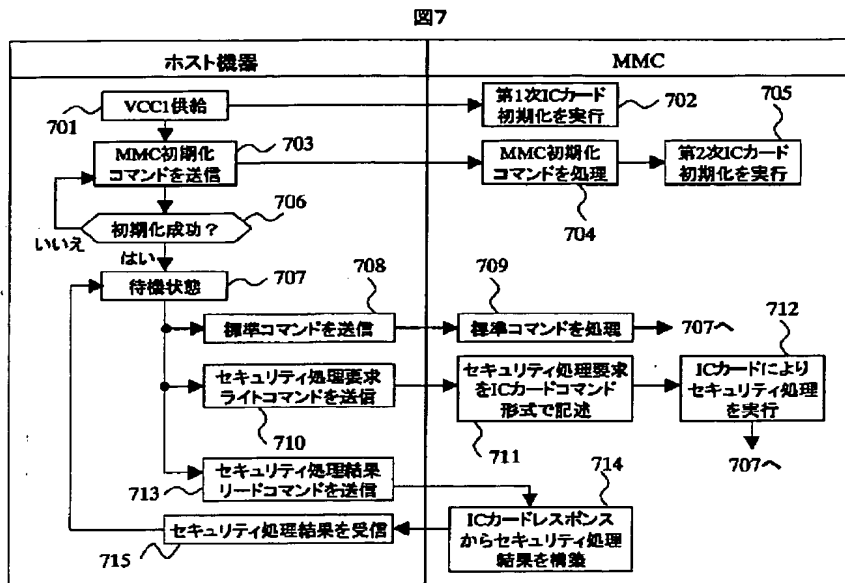 図7
ホスト機器
MMC
701
VCC1供給
第1次ICカード
初期化を実行
702
705
MMC初期化
コマンドを送信
703
MMC初期化
コマンドを処理
704
第2次ICカード
初期化を実行
初期化成功？
706
いいえ
はい
待機状態
707
708
標準コマンドを送信
709
標準コマンドを処理
707へ
712
セキュリティ処理要求
ライトコマンドを送信
710
セキュリティ処理要求
をICカードコマンド
形式で記述
711
ICカードにより
セキュリティ処理
を実行
707へ
713
セキュリティ処理結果
リードコマンドを送信
714
セキュリティ処理結果を受信
715
ICカードレスポンス
からセキュリティ処理
結果を構築